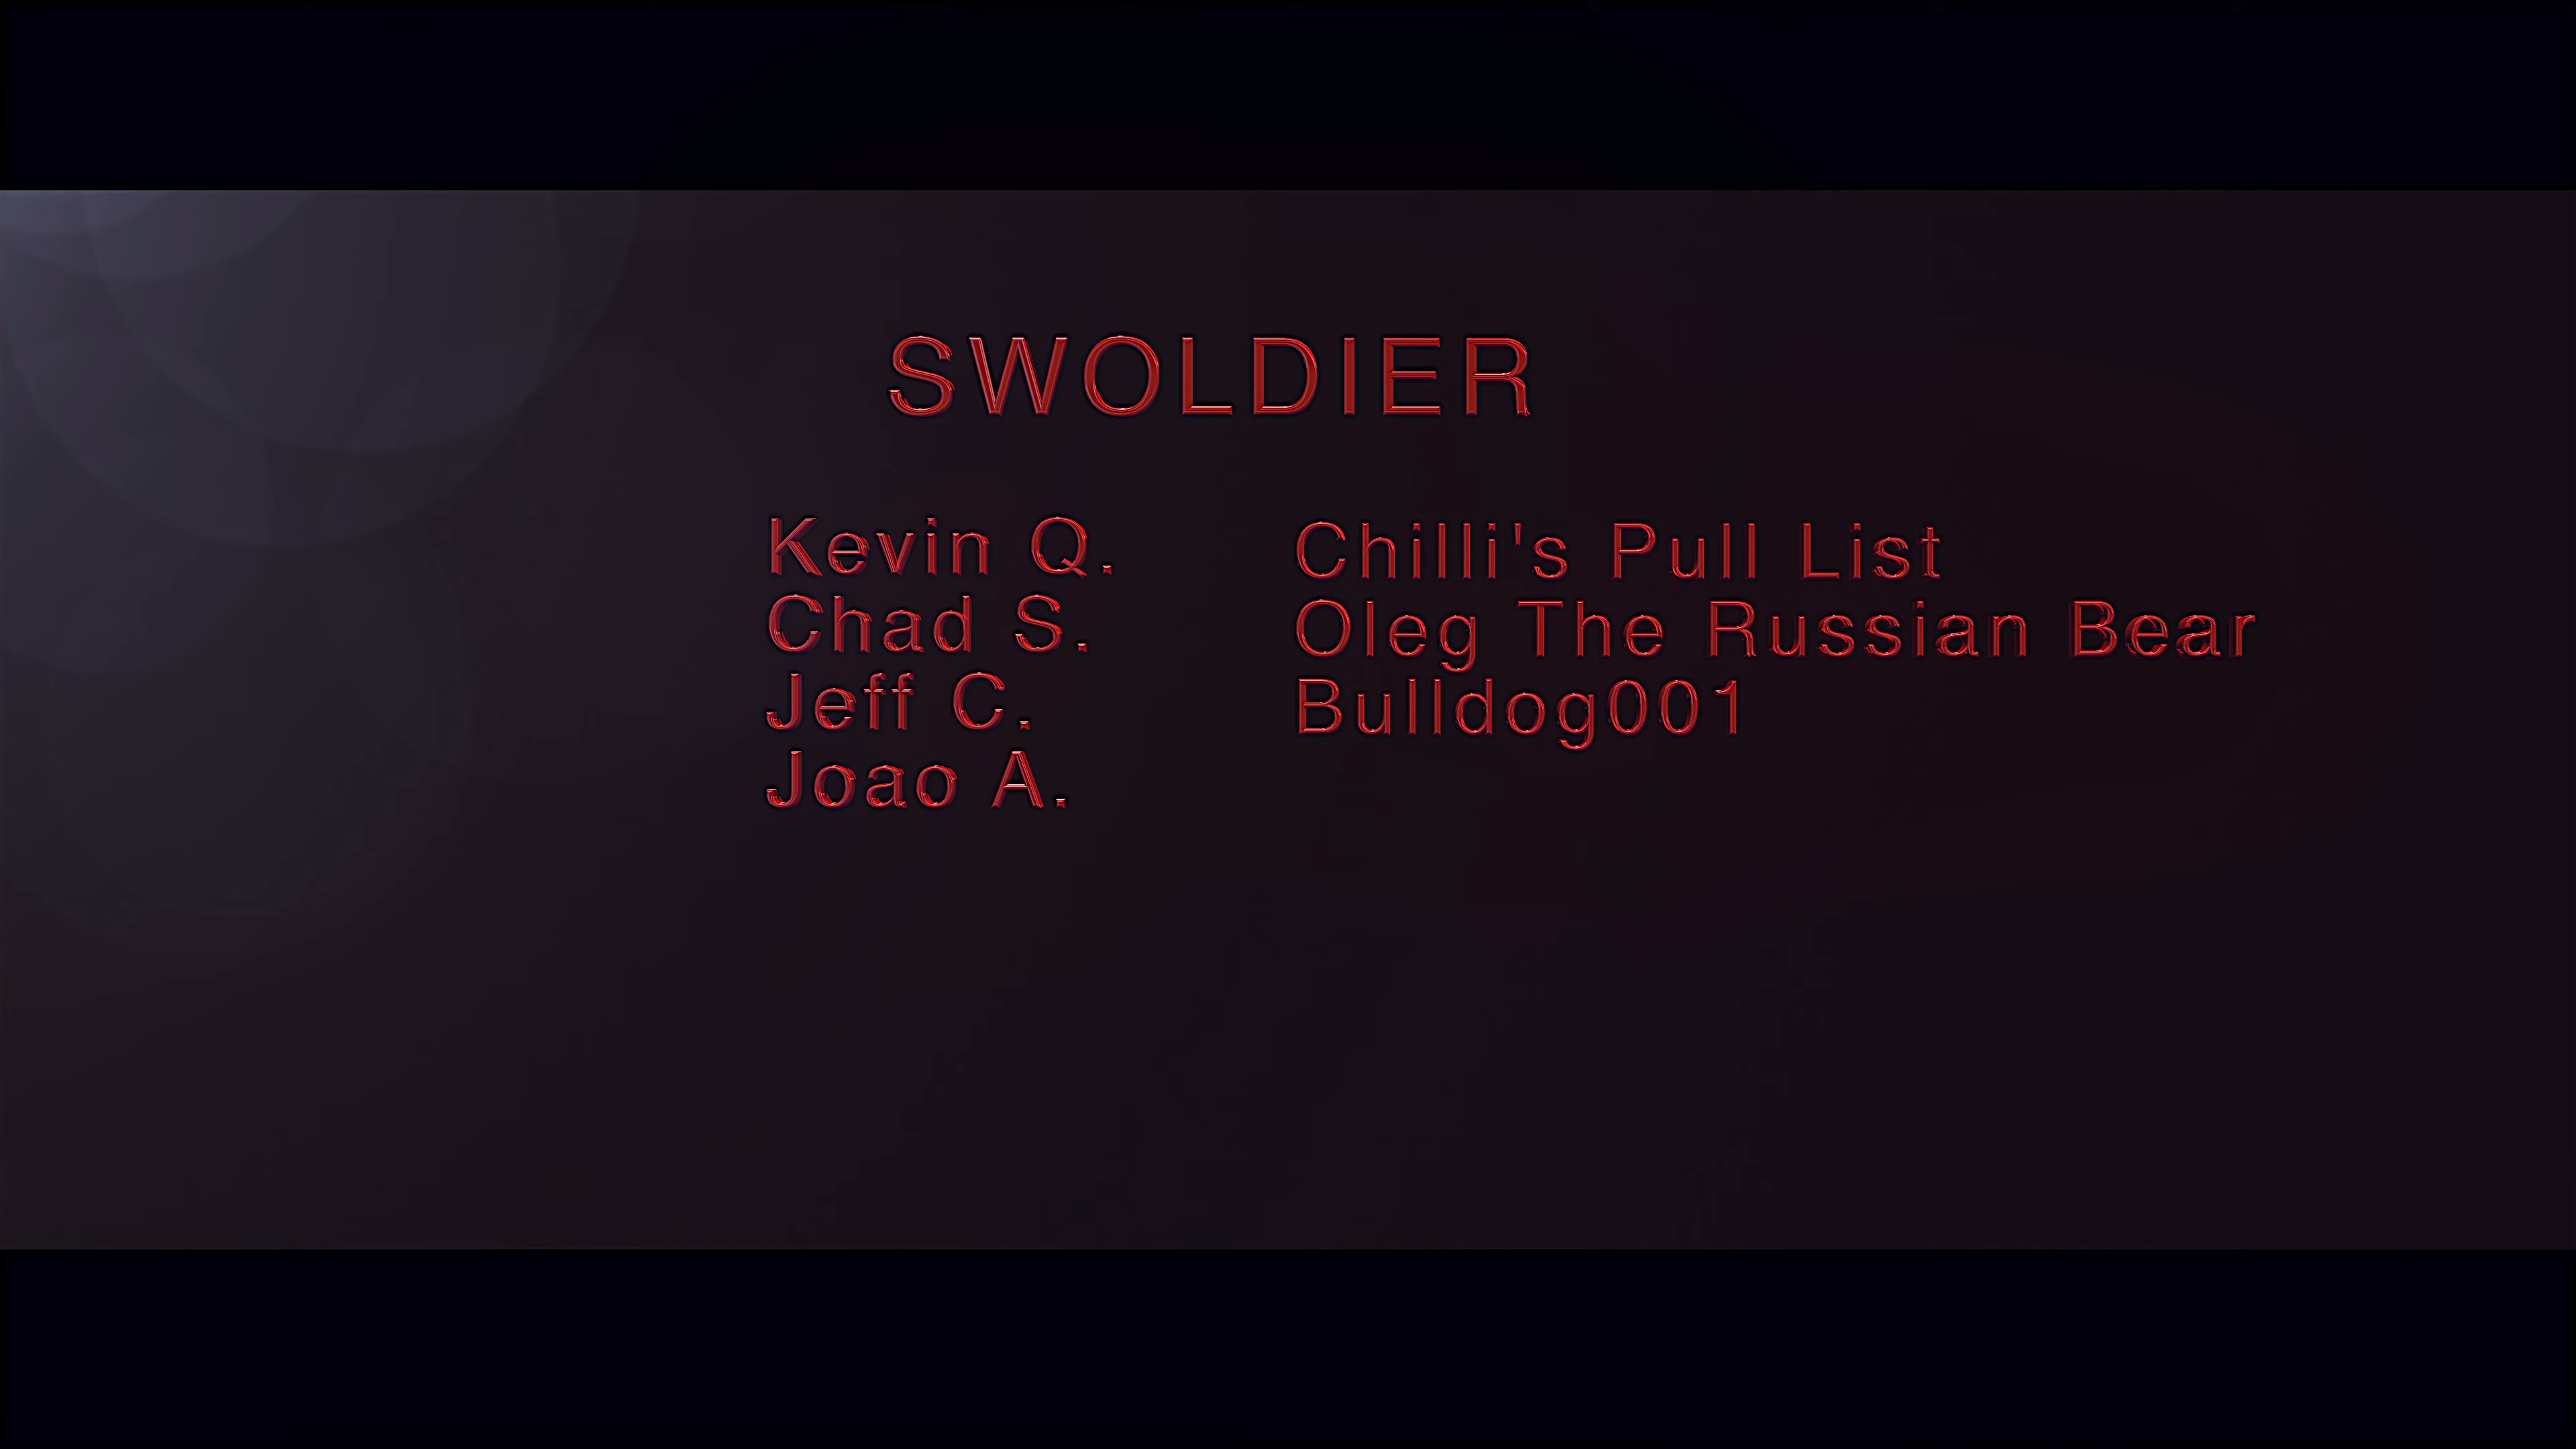 SWOLDIER
Kevin Q.
Chad S.
Jeff C.
Joao A.
Chilli's Pull List
Oleg The Russian Bear
Bulldog001